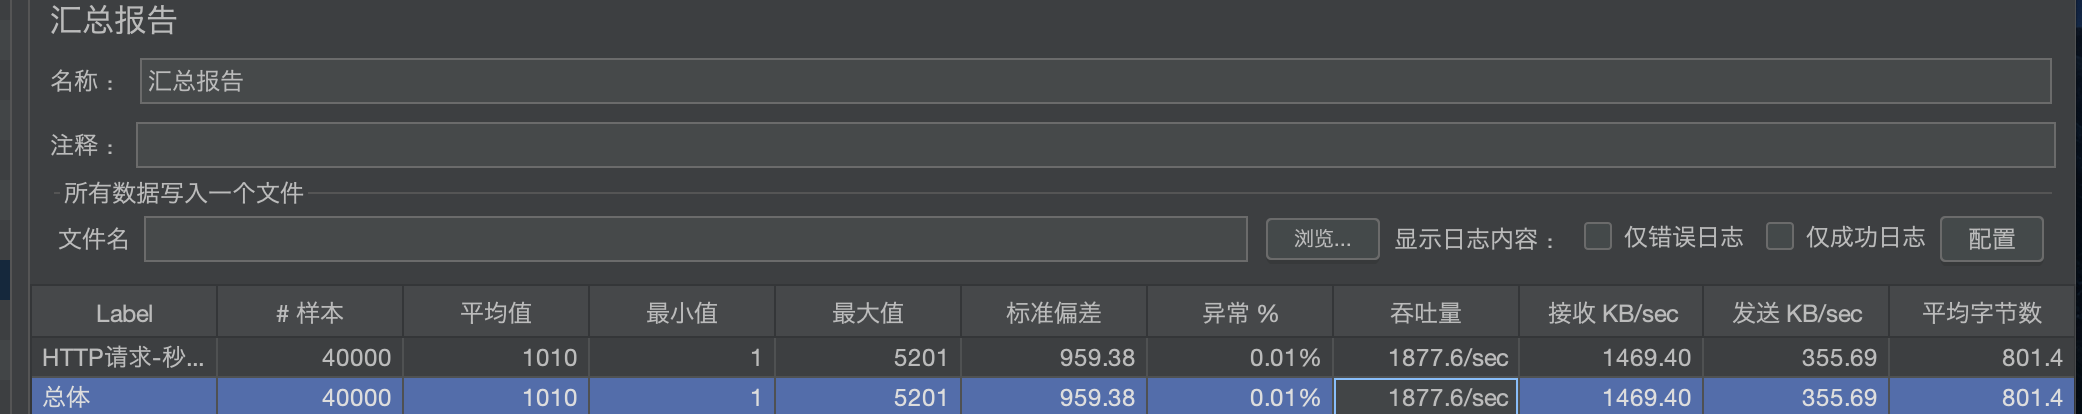 汇总报告
名称： 汇总报告
注释：
所有数据写入一个文件
文件名 浏览... 显示日志内容： 仅错误日志 仅成功日志 配置
Label # 样本 平均值 最小值 最大值 标准偏差 异常 % 吞吐量 接收 KB/sec 发送 KB/sec 平均字节数
HTTP请求-秒... 40000 1010 1 5201 959.38 0.01% 1877.6/sec 1469.40 355.69 801.4
总体 40000 1010 1 5201 959.38 0.01% 1877.6/sec 1469.40 355.69 801.4